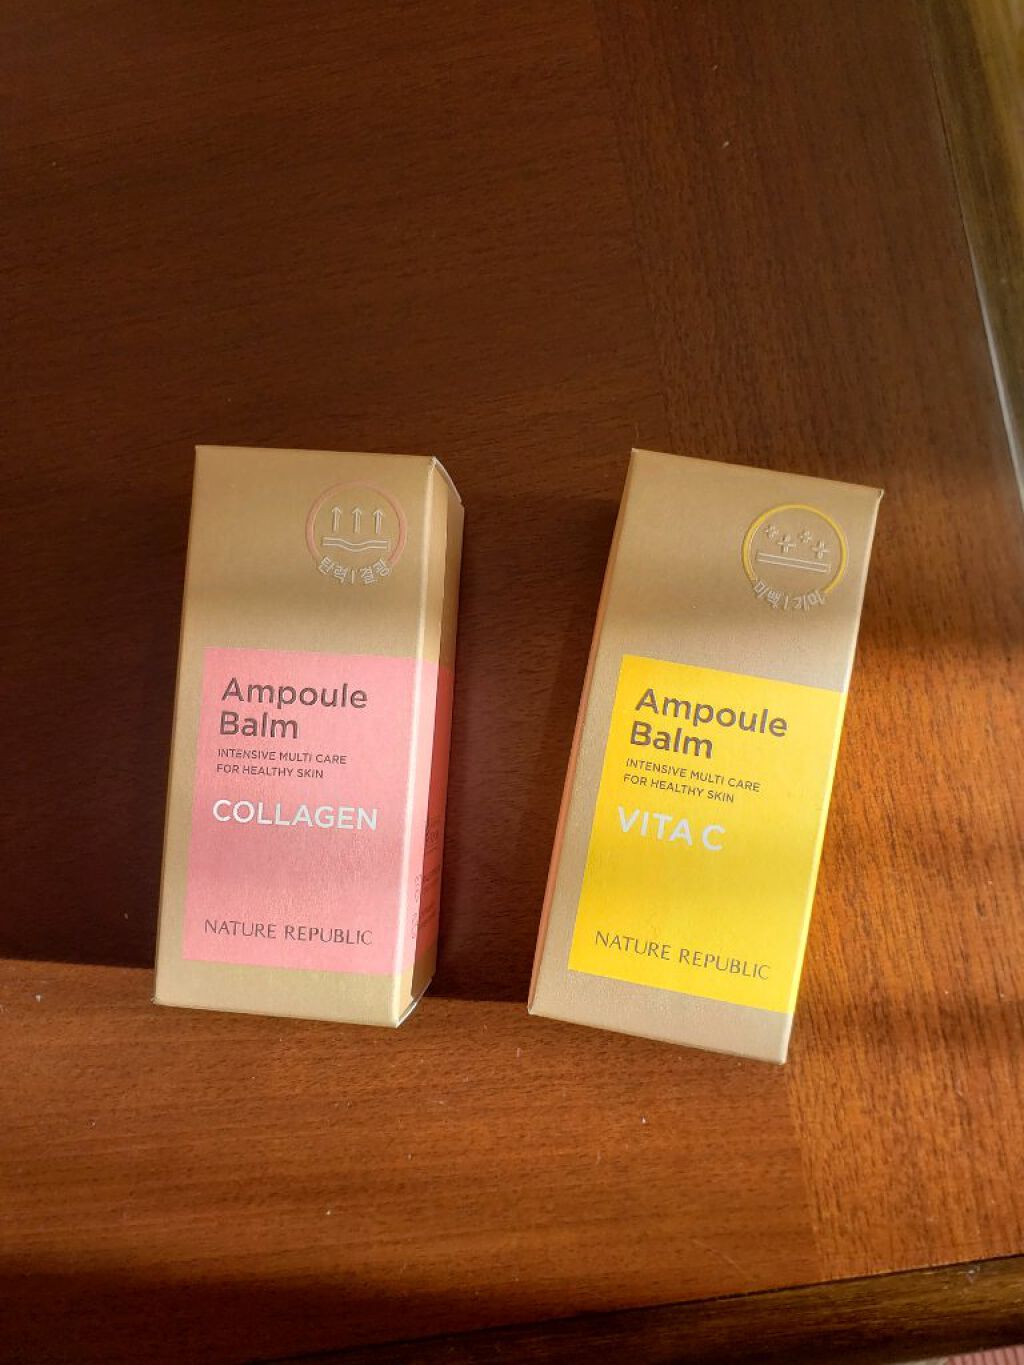 탄력 | 결광
Ampoule
Balm
INTENSIVE MULTI CARE
FOR HEALTHY SKIN
COLLAGEN
NATURE REPUBLIC
미백 | 기미
Ampoule
Balm
INTENSIVE MULTI CARE
FOR HEALTHY SKIN
VITA C
NATURE REPUBLIC